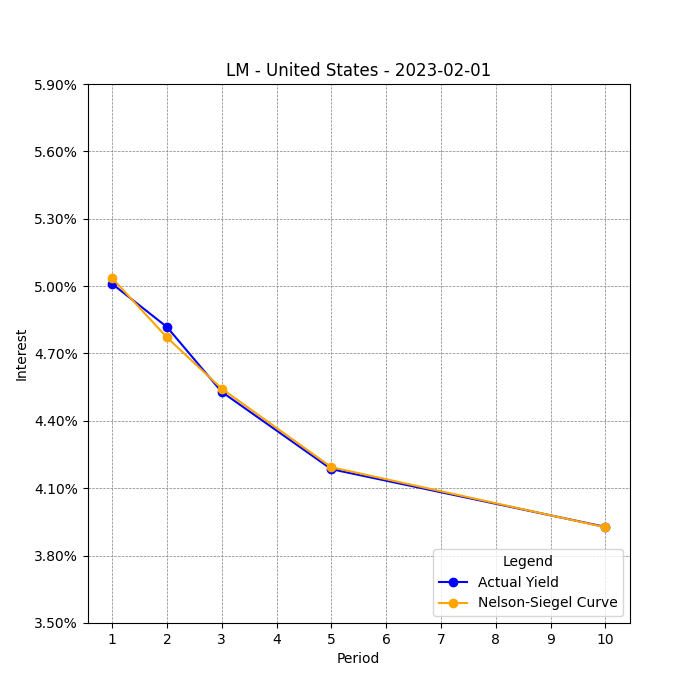 LM - United States - 2023-02-01
5.90%
5.60%
5.30%
5.00%
4.70%
4.40%
4.10%
3.80%
3.50%
Interest
1 2 3 4 5 6 7 8 9 10
Period
Legend
Actual Yield
Nelson-Siegel Curve